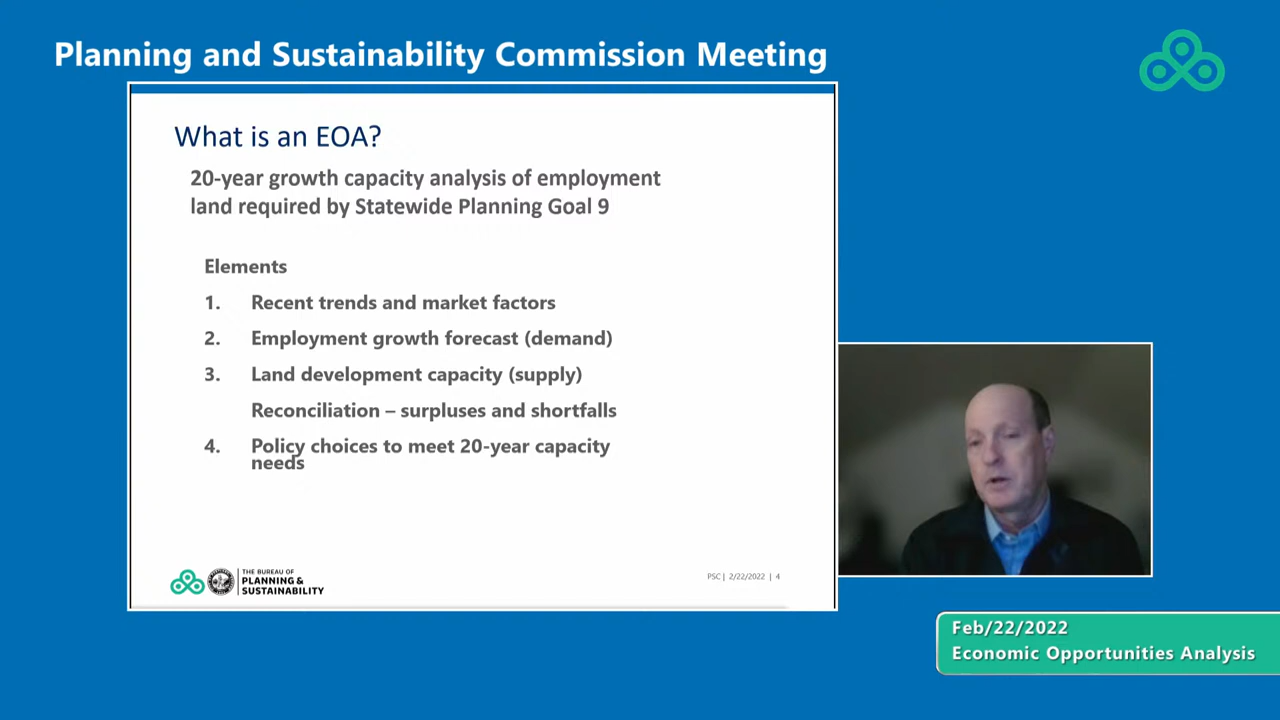 Planning and Sustainability Commission Meeting
What is an EOA?
20-year growth capacity analysis of employment
land required by Statewide Planning Goal 9
Elements
1. Recent trends and market factors
2. Employment growth forecast (demand)
3. Land development capacity (supply)
Reconciliation – surpluses and shortfalls
4. Policy choices to meet 20-year capacity
needs
THE BUREAU OF
PLANNING &
SUSTAINABILITY
PSC | 2/22/2022 | 4
Feb/22/2022
Economic Opportunities Analysis